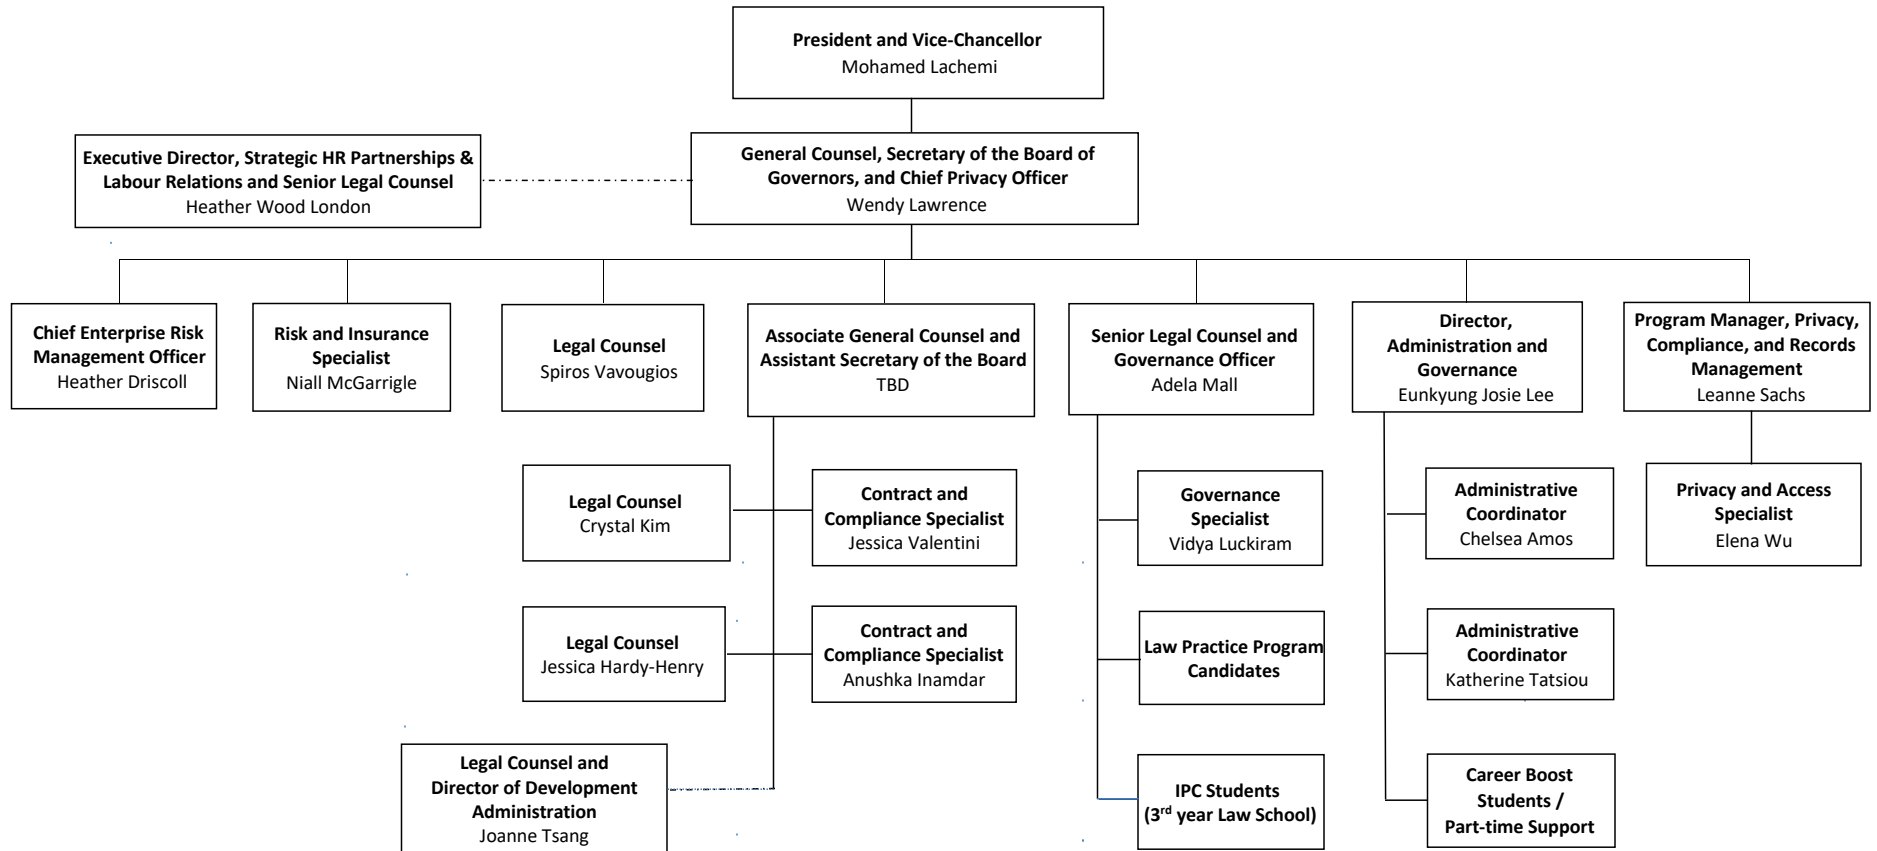 President and Vice-Chancellor
Mohamed Lachemi
Executive Director, Strategic HR Partnerships &
Labour Relations and Senior Legal Counsel
Heather Wood London
General Counsel, Secretary of the Board of
Governors, and Chief Privacy Officer
Wendy Lawrence
Chief Enterprise Risk
Management Officer
Heather Driscoll
Risk and Insurance
Specialist
Niall McGarrigle
Legal Counsel
Spiros Vavougios
Associate General Counsel and
Assistant Secretary of the Board
TBD
Senior Legal Counsel and
Governance Officer
Adela Mall
Director,
Administration and
Governance
Eunkyung Josie Lee
Program Manager, Privacy,
Compliance, and Records
Management
Leanne Sachs
Legal Counsel
Crystal Kim
Contract and
Compliance Specialist
Jessica Valentini
Governance
Specialist
Vidya Luckiram
Administrative
Coordinator
Chelsea Amos
Privacy and Access
Specialist
Elena Wu
Legal Counsel
Jessica Hardy-Henry
Contract and
Compliance Specialist
Anushka Inamdar
Law Practice Program
Candidates
Administrative
Coordinator
Katherine Tatsiou
Legal Counsel and
Director of Development
Administration
Joanne Tsang
IPC Students
(3rd year Law School)
Career Boost
Students /
Part-time Support